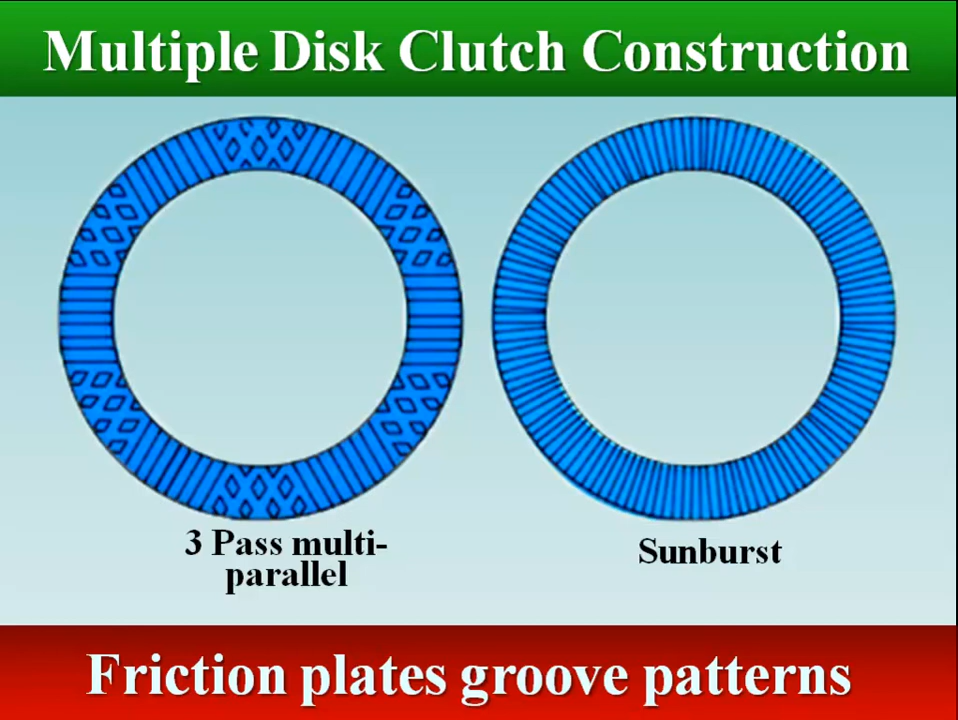 Multiple Disk Clutch Construction
3 Pass multi-
parallel
Sunburst
Friction plates groove patterns